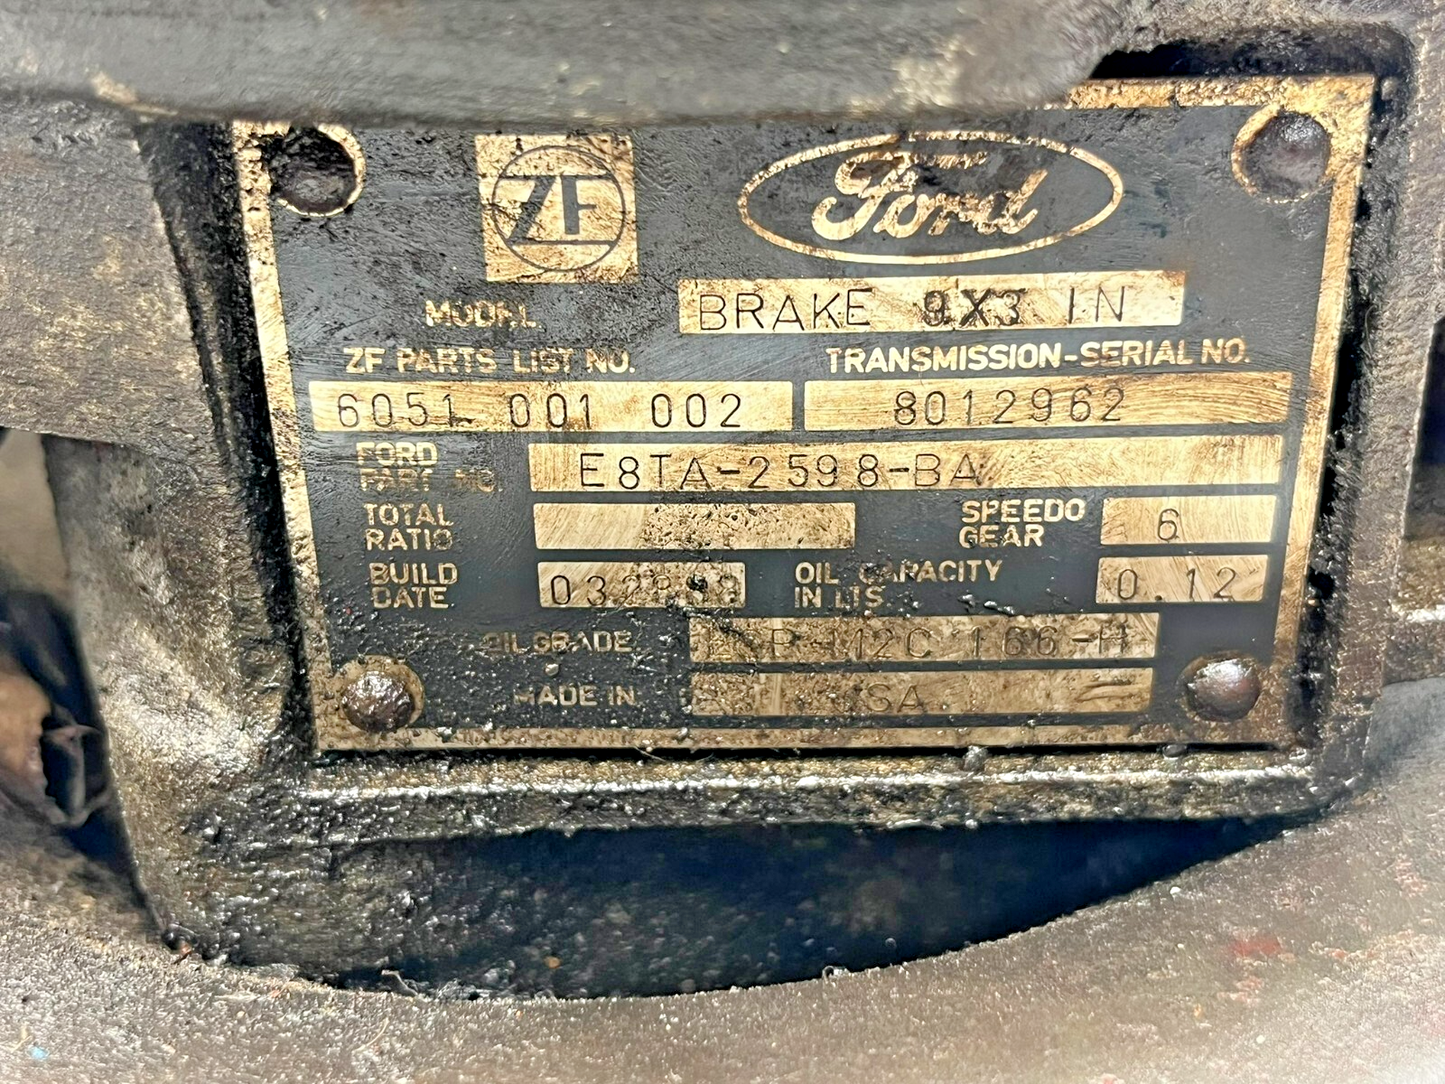 ZF Ford
MODEL BRAKE 9X3 IN
ZF PARTS LIST NO. TRANSMISSION-SERIAL NO.
6051 001 002 8012962
FORD
PART NO. E8TA-2598-BA
TOTAL
RATIO
SPEEDO
GEAR 6
BUILD
DATE
OIL CAPACITY
IN LTS. 0.12
OIL GRADE 166-H
MADE IN USA